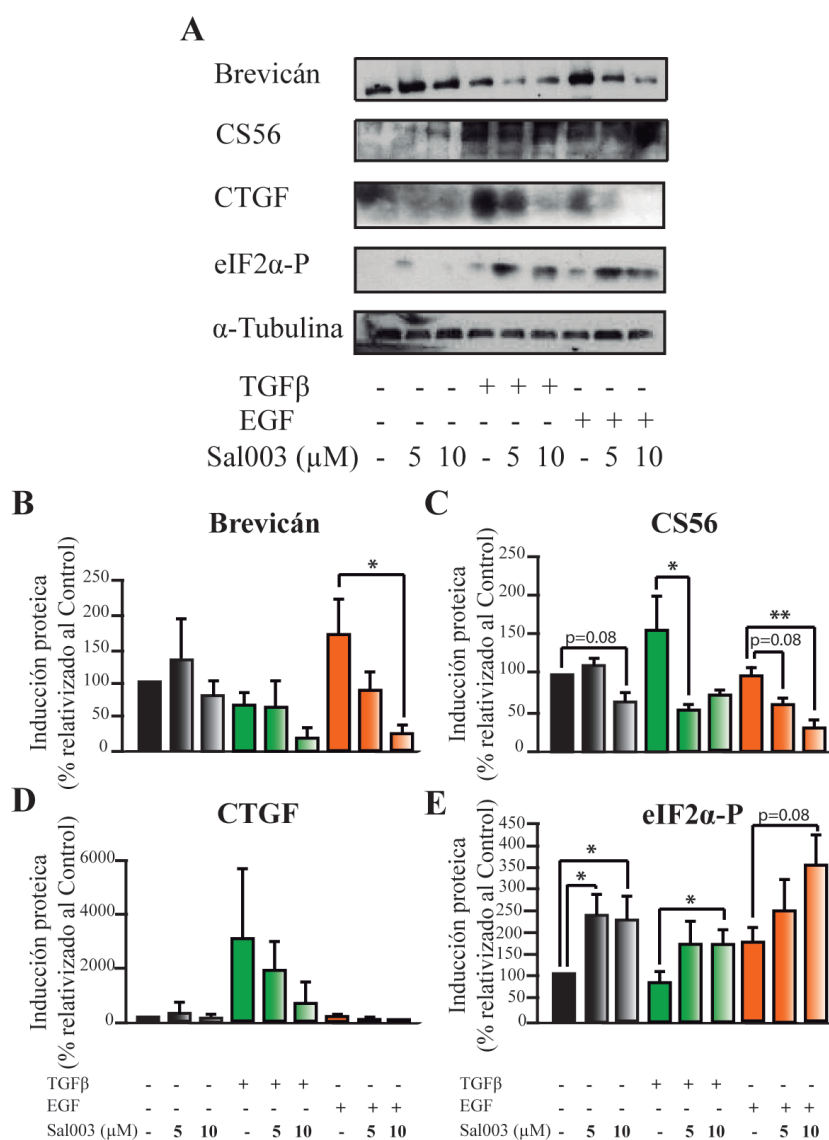 A
Brevicán
CS56
CTGF
eIF2α-P
α-Tubulina
TGFβ - - - + + + - - -
EGF - - - - - - + + +
Sal003 (μM) - 5 10 - 5 10 - 5 10
B
Brevicán
Inducción proteica
(% relativizado al Control)
250
200
150
100
50
0
*
C
CS56
Inducción proteica
(% relativizado al Control)
250
200
150
100
50
0
p=0.08
*
**
p=0.08
D
CTGF
Inducción proteica
(% relativizado al Control)
6000
4000
2000
0
E
eIF2α-P
Inducción proteica
(% relativizado al Control)
450
400
350
300
250
200
150
100
50
0
*
*
*
p=0.08
TGFβ - - - + + + - - -
EGF - - - - - - + + +
Sal003 (μM) - 5 10 - 5 10 - 5 10
TGFβ - - - + + + - - -
EGF - - - - - - + + +
Sal003 (μM) - 5 10 - 5 10 - 5 10